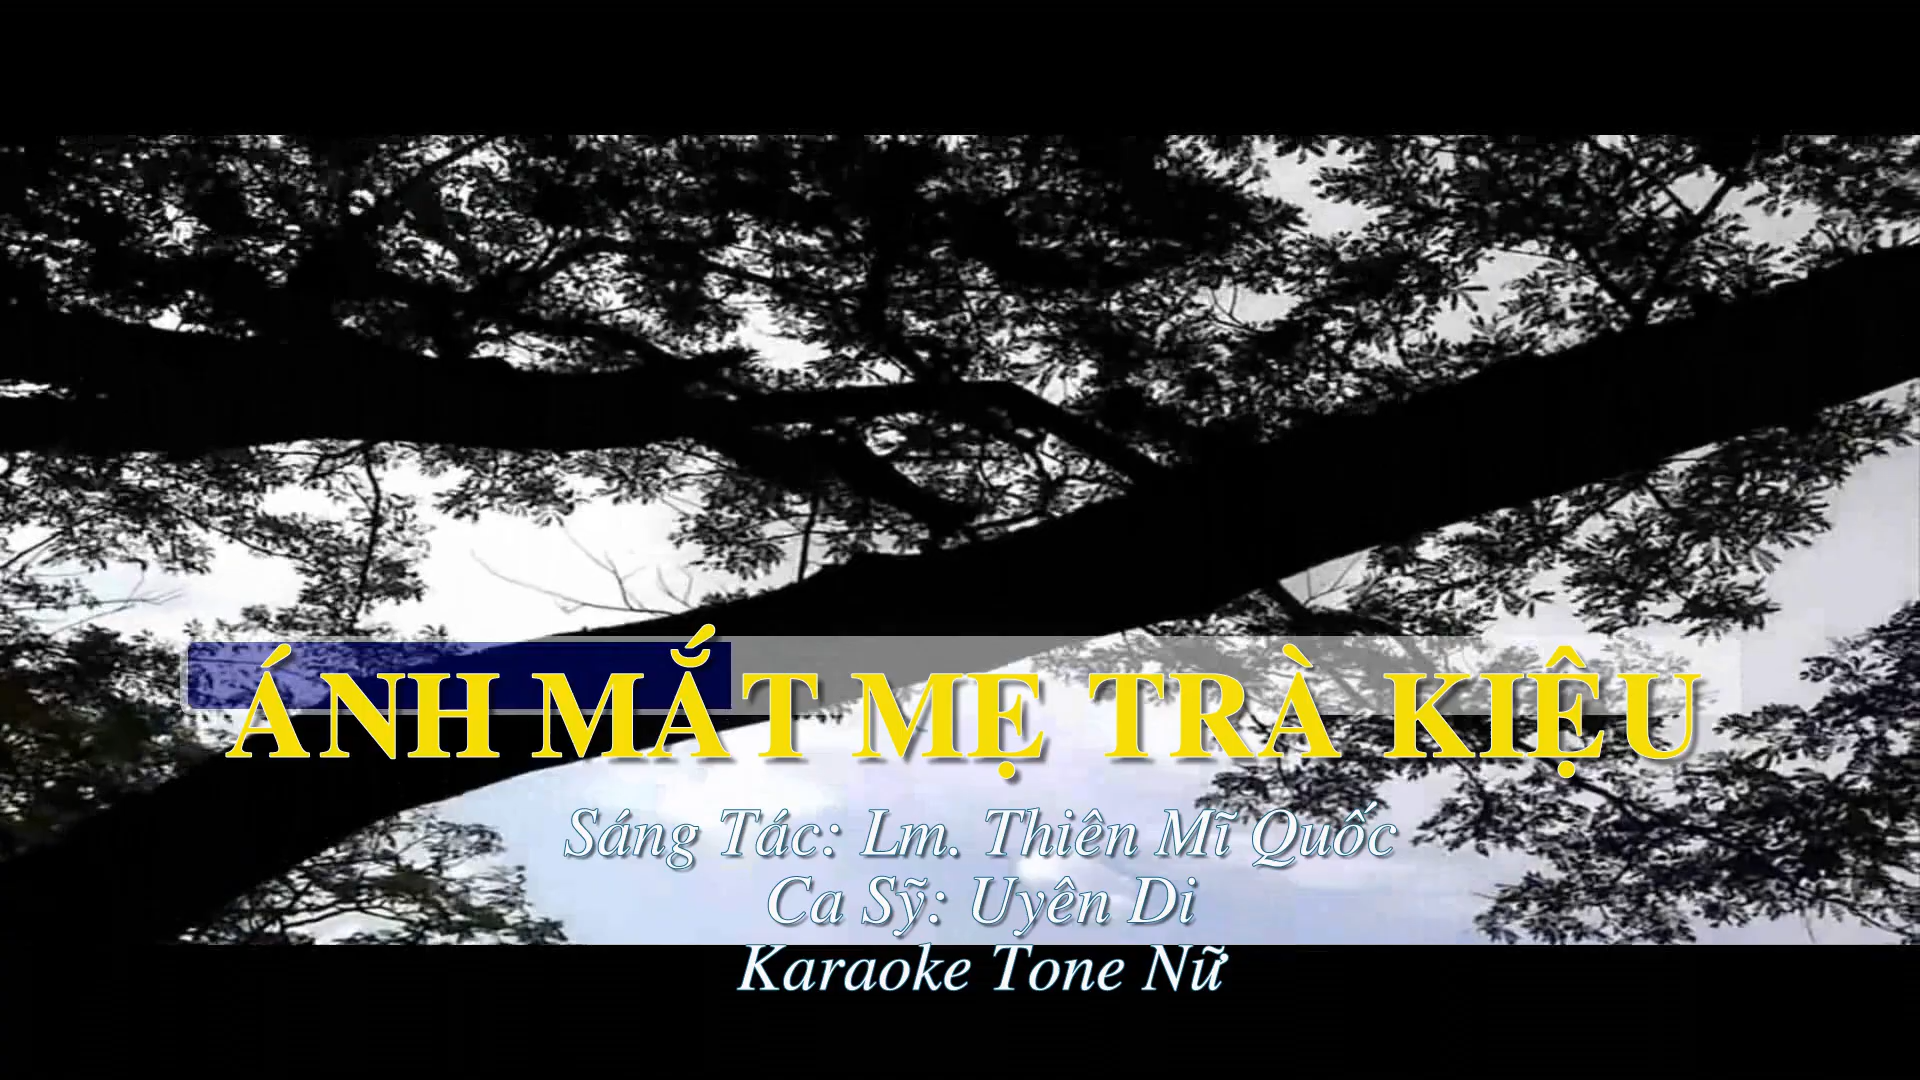 ÁNH MẮT MẸ TRÀ KIỆU
Sáng Tác: Lm. Thiên Mĩ Quốc
Ca Sỹ: Uyên Di
Karaoke Tone Nữ